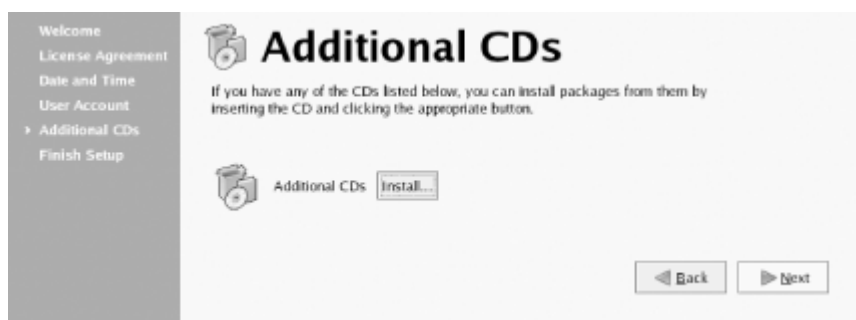 Welcome
License Agreement
Date and Time
User Account
Additional CDs
Finish Setup
Additional CDs
If you have any of the CDs listed below, you can install packages from them by
inserting the CD and clicking the appropriate button.
Additional CDs Install...
Back Next